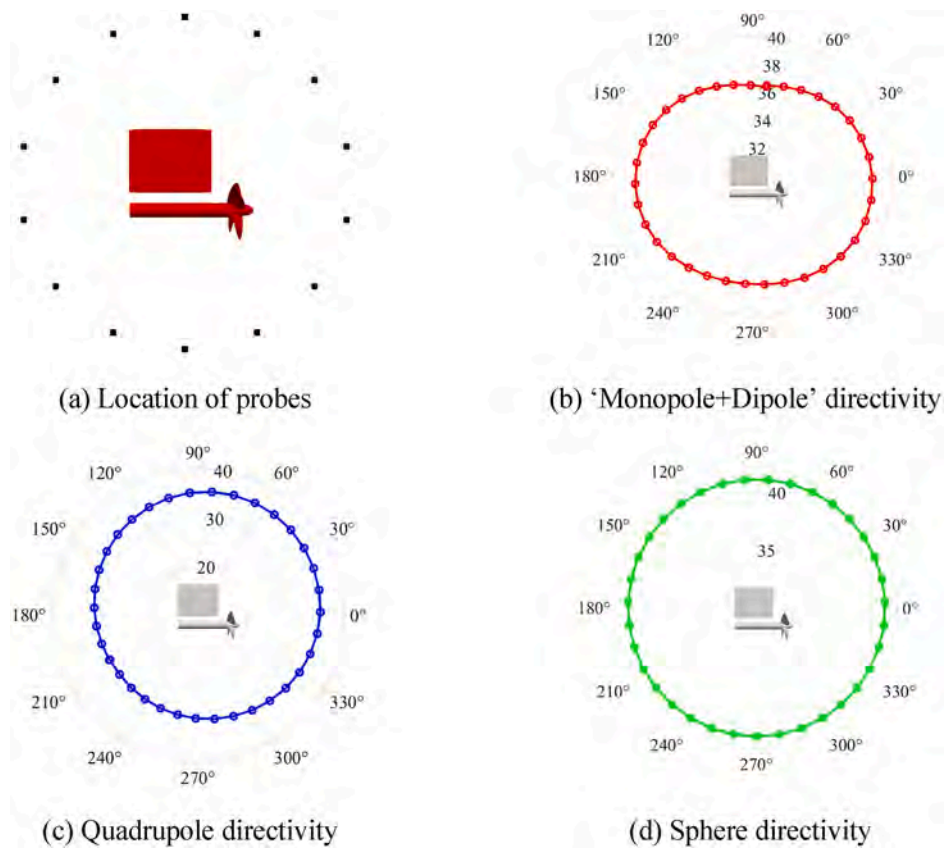 90°
120° 40 60°
38
150° 36 30°
34
32
180° 0°
210° 330°
240° 300°
270°
(a) Location of probes
(b) ‘Monopole+Dipole’ directivity
90°
120° 40 60°
150° 30 30°
20
180° 0°
210° 330°
240° 300°
270°
(c) Quadrupole directivity
90°
120° 60°
40
150° 30°
35
180° 0°
210° 330°
240° 300°
270°
(d) Sphere directivity